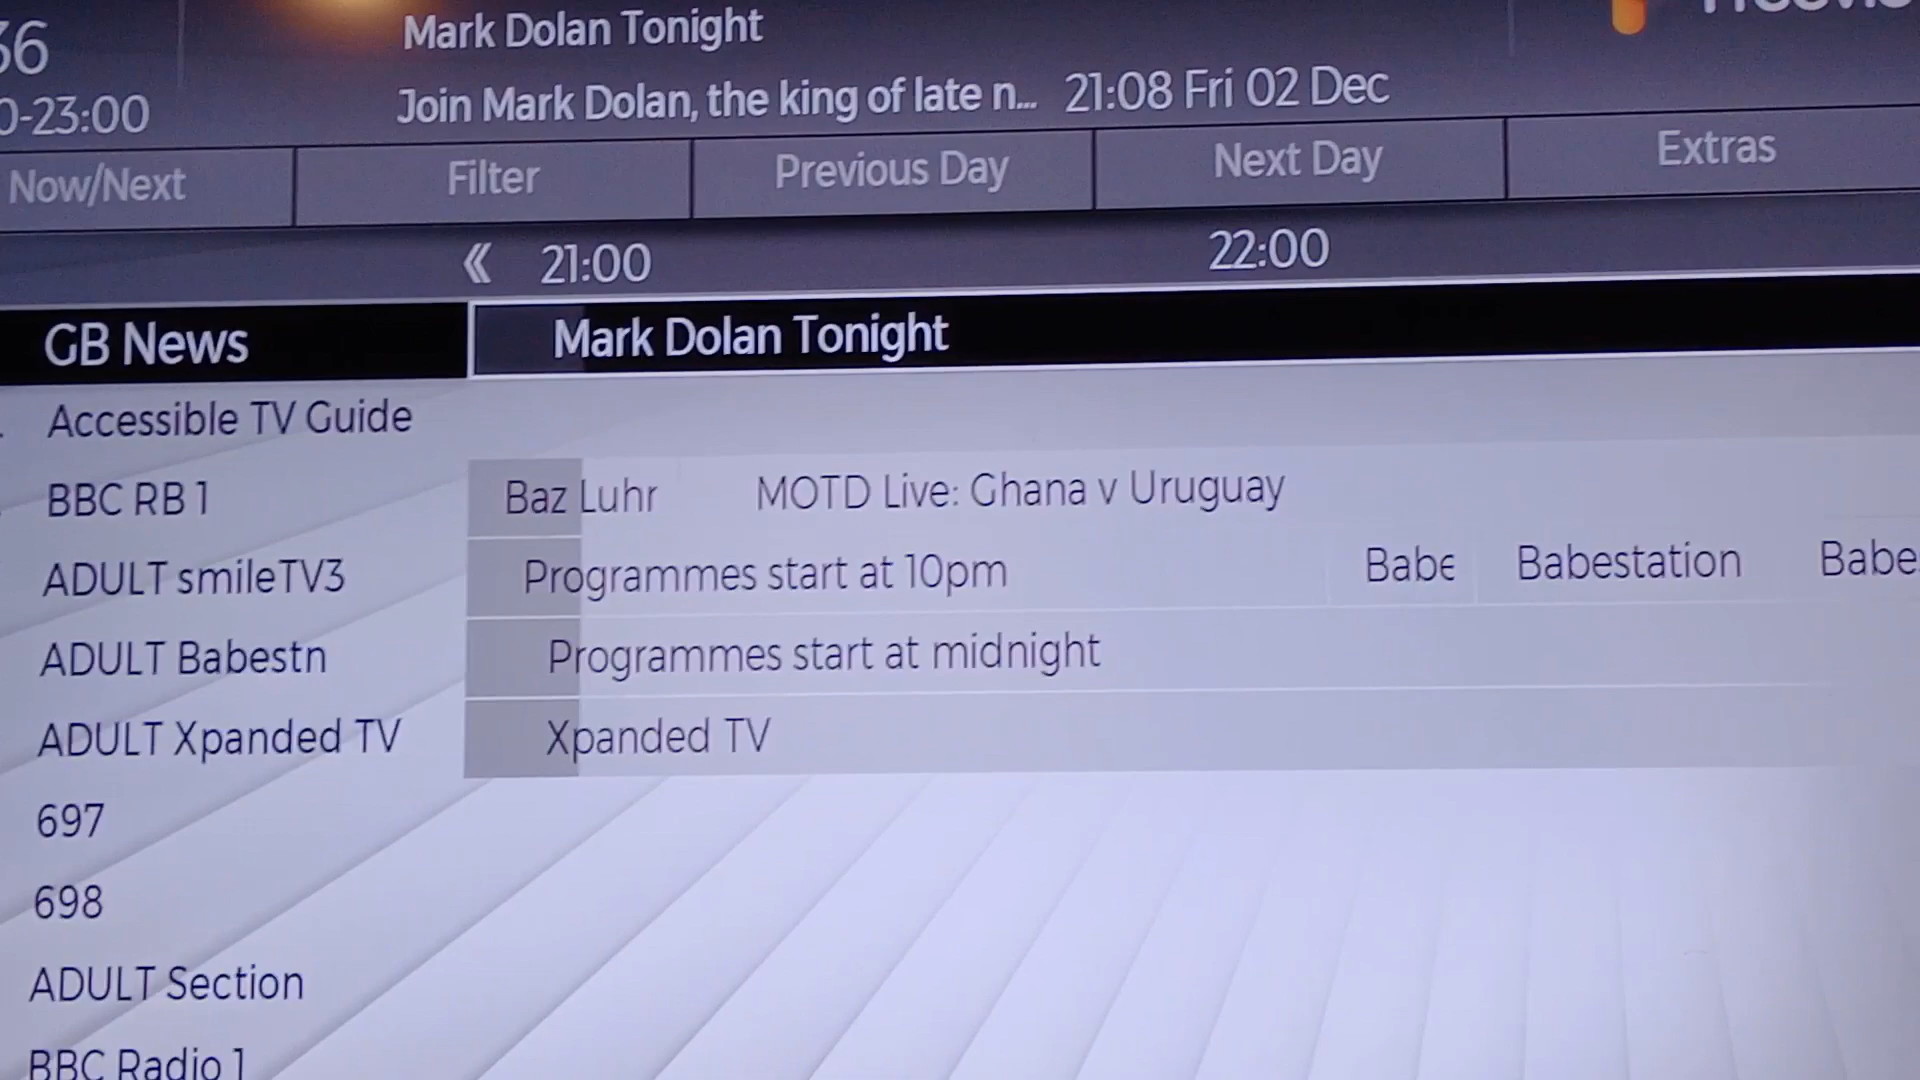 36
Mark Dolan Tonight
0-23:00
Join Mark Dolan, the king of late n... 21:08 Fri 02 Dec
Now/Next Filter Previous Day Next Day Extras
« 21:00 22:00
GB News Mark Dolan Tonight
Accessible TV Guide
BBC RB 1 Baz Luhr MOTD Live: Ghana v Uruguay
ADULT smileTV3 Programmes start at 10pm Babe Babestation Babes
ADULT Babestn Programmes start at midnight
ADULT Xpanded TV Xpanded TV
697
698
ADULT Section
BBC Radio 1